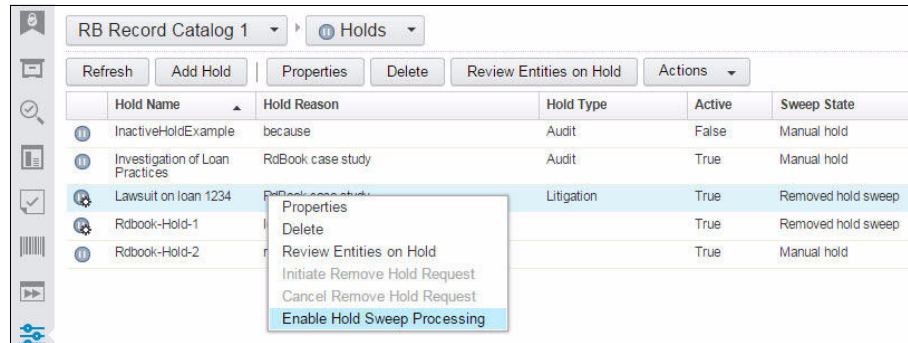 RB Record Catalog 1 Holds
Refresh Add Hold Properties Delete Review Entities on Hold Actions
Hold Name Hold Reason Hold Type Active Sweep State
InactiveHoldExample because Audit False Manual hold
Investigation of Loan RdBook case study Audit True Manual hold
Practices
Lawsuit on loan 1234 RdBook case study Litigation True Removed hold sweep
Properties
Rdbook-Hold-1 True Removed hold sweep
Delete
Rdbook-Hold-2 True Manual hold
Review Entities on Hold
Initiate Remove Hold Request
Cancel Remove Hold Request
Enable Hold Sweep Processing